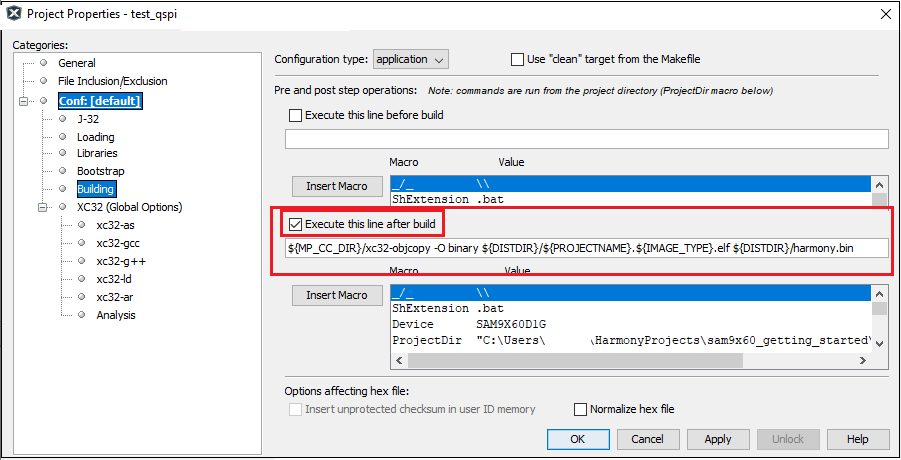 Project Properties - test_qspi
Categories:
General
File Inclusion/Exclusion
Conf: [default]
J-32
Loading
Libraries
Bootstrap
Building
XC32 (Global Options)
xc32-as
xc32-gcc
xc32-g++
xc32-ld
xc32-ar
Analysis
Configuration type: application Use "clean" target from the Makefile
Pre and post step operations: Note: commands are run from the project directory (ProjectDir macro below)
Execute this line before build
Macro Value
Insert Macro
_/_ \\
ShExtension .bat
Execute this line after build
${MP_CC_DIR}/xc32-objcopy -O binary ${DISTDIR}/${PROJECTNAME}.${IMAGE_TYPE}.elf ${DISTDIR}/harmony.bin
Macro Value
Insert Macro
_/_ \\
ShExtension .bat
Device SAM9X60D1G
ProjectDir "C:\Users\ \HarmonyProjects\sam9x60_getting_started\
Options affecting hex file:
Insert unprotected checksum in user ID memory Normalize hex file
OK Cancel Apply Unlock Help